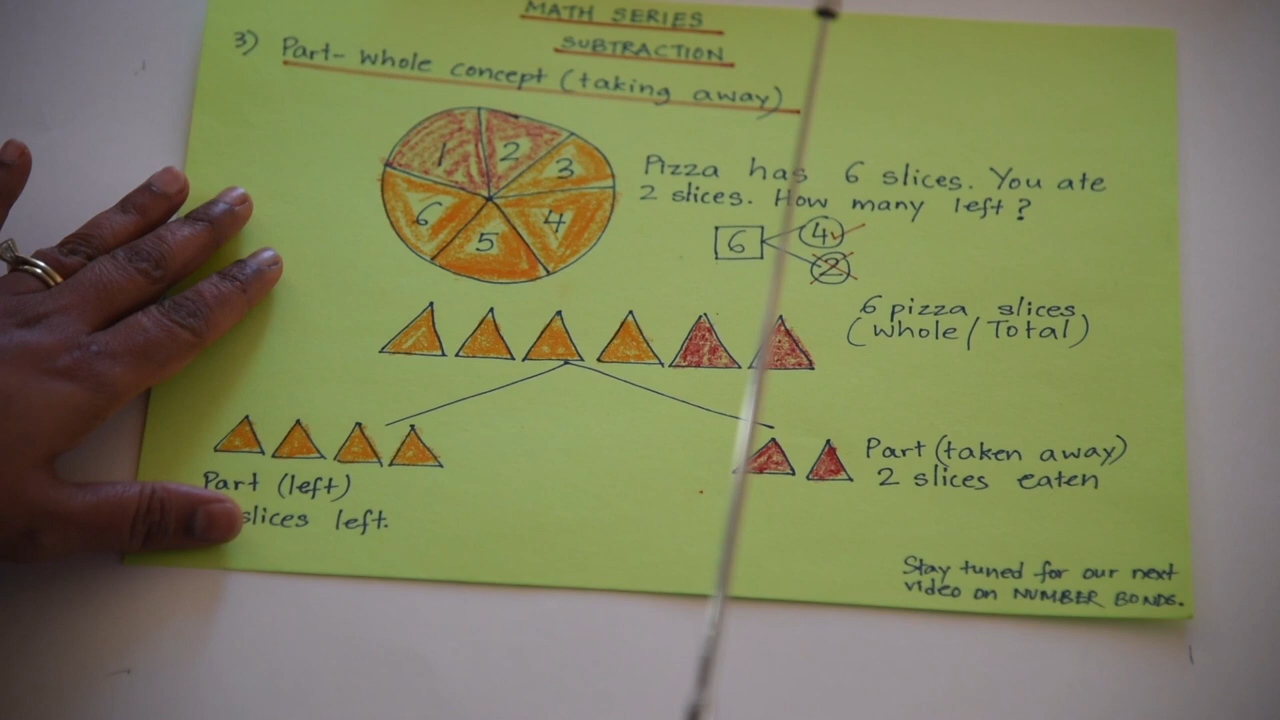 MATH SERIES
SUBTRACTION
3) Part-whole concept (taking away)
1
2
3
4
5
6
Pizza has 6 slices. You ate
2 slices. How many left?
6
4
2
6 pizza slices
(whole/Total)
Part (left)
slices left.
Part (taken away)
2 slices eaten
Stay tuned for our next
video on NUMBER BONDS.